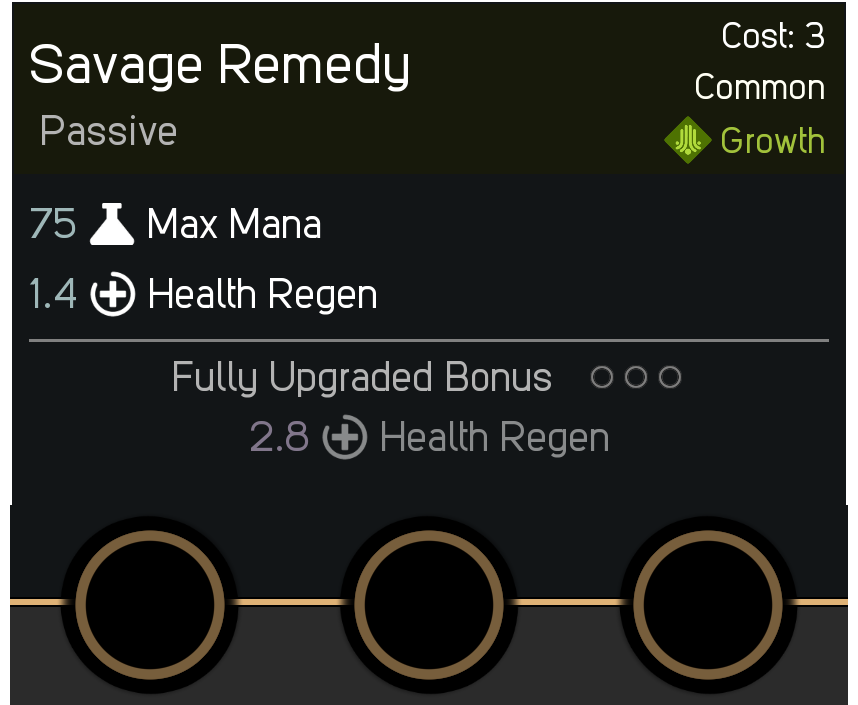 Savage Remedy
Passive
Cost: 3
Common
Growth
75 Max Mana
1.4 Health Regen
Fully Upgraded Bonus
2.8 Health Regen